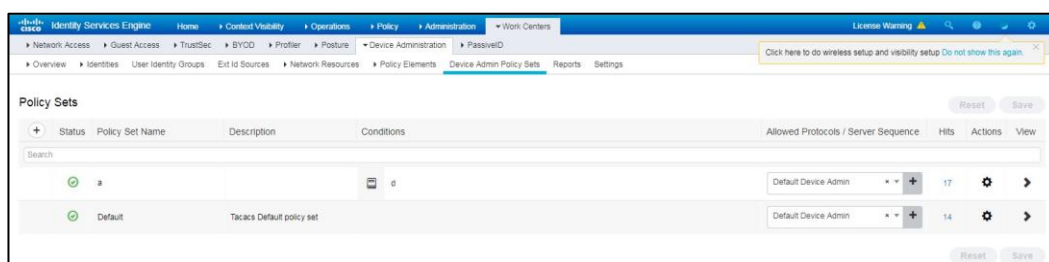 cisco Identity Services Engine Home Context Visibility Operations Policy Administration Work Centers License Warning
Network Access Guest Access TrustSec BYOD Profiler Posture Device Administration PassiveID
Click here to do wireless setup and visibility setup Do not show this again.
Overview Identities User Identity Groups Ext Id Sources Network Resources Policy Elements Device Admin Policy Sets Reports Settings
Policy Sets
Reset Save
+ Status Policy Set Name Description Conditions Allowed Protocols / Server Sequence Hits Actions View
Search
a d Default Device Admin × + 17
Default Tacacs Default policy set Default Device Admin × + 14
Reset Save